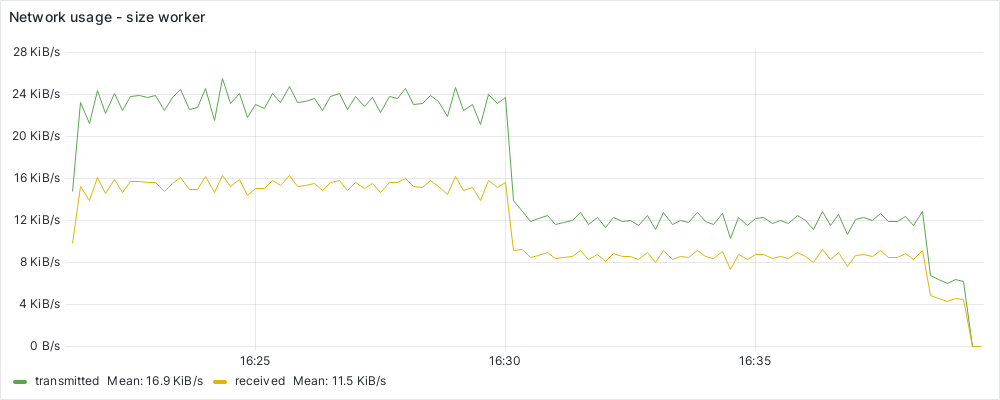 Network usage - size worker
28 KiB/s
24 KiB/s
20 KiB/s
16 KiB/s
12 KiB/s
8 KiB/s
4 KiB/s
0 B/s
16:25 16:30 16:35
transmitted Mean: 16.9 KiB/s received Mean: 11.5 KiB/s